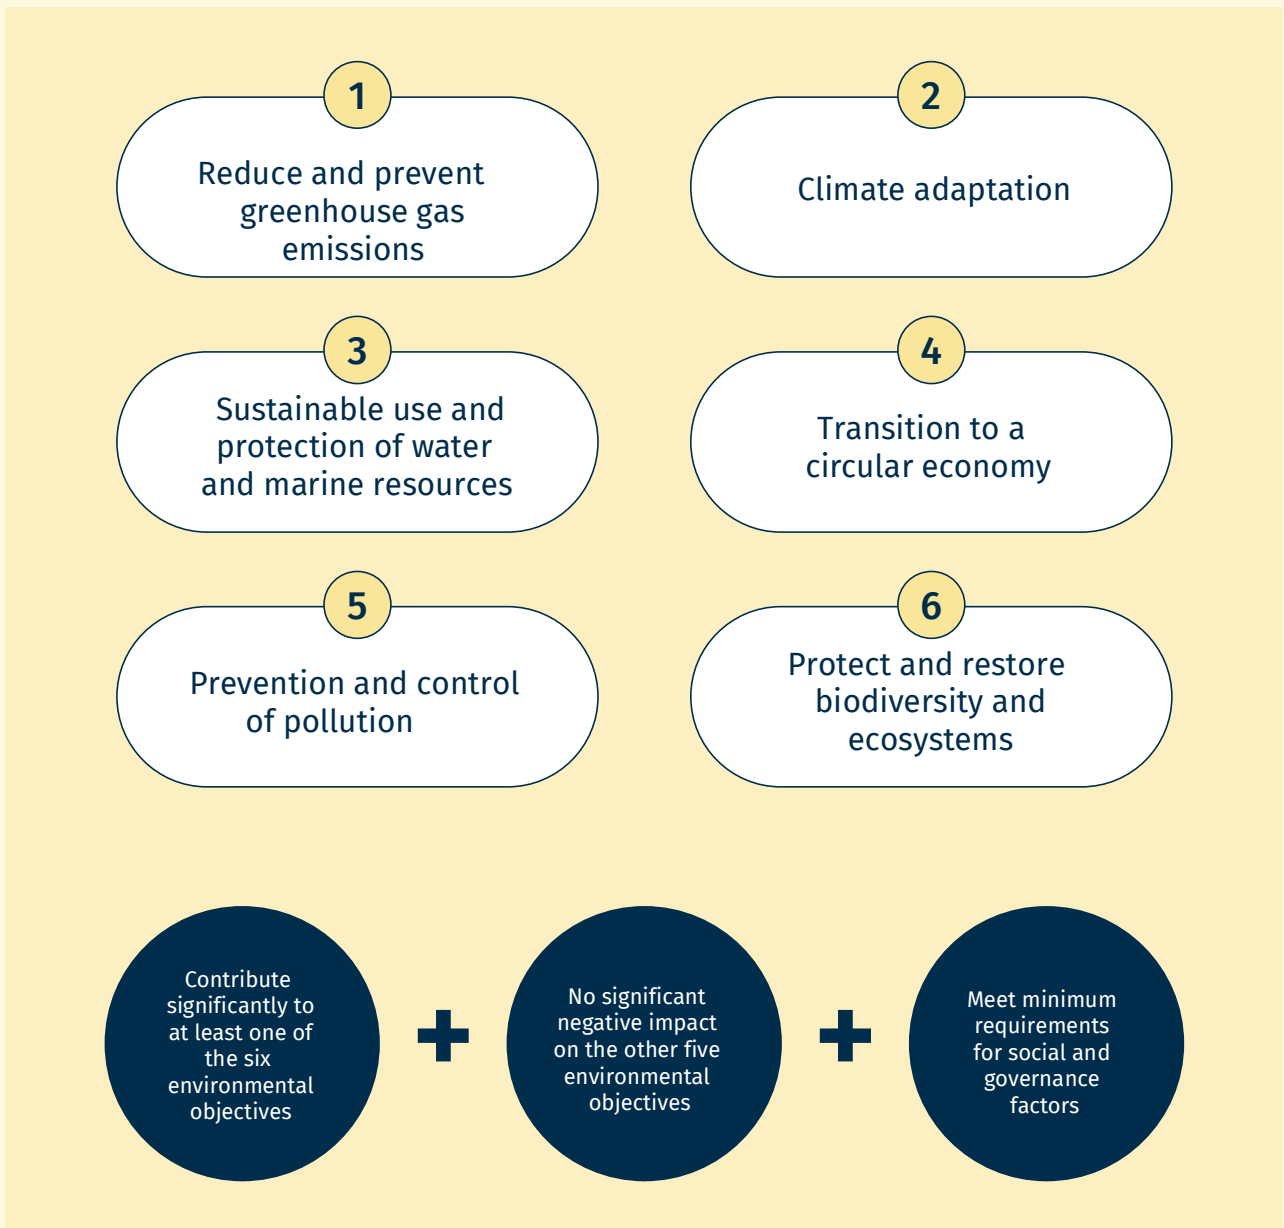 1
Reduce and prevent
greenhouse gas
emissions
2
Climate adaptation
3
Sustainable use and
protection of water
and marine resources
4
Transition to a
circular economy
5
Prevention and control
of pollution
6
Protect and restore
biodiversity and
ecosystems
Contribute
significantly to
at least one of
the six
environmental
objectives
+
No significant
negative impact
on the other five
environmental
objectives
+
Meet minimum
requirements
for social and
governance
factors